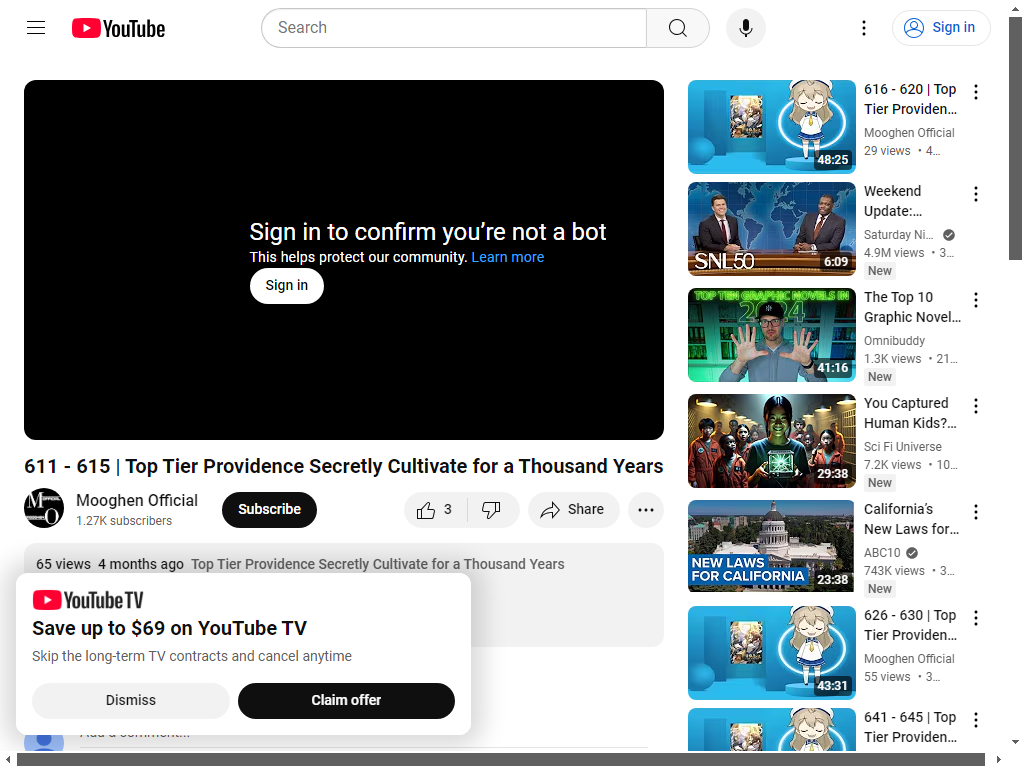 YouTube
Search
Sign in
Sign in to confirm you're not a bot
This helps protect our community. Learn more
Sign in
611 - 615 | Top Tier Providence Secretly Cultivate for a Thousand Years
Mooghen Official
1.27K subscribers
Subscribe
3
Share
65 views 4 months ago Top Tier Providence Secretly Cultivate for a Thousand Years
YouTube TV
Save up to $69 on YouTube TV
Skip the long-term TV contracts and cancel anytime
Dismiss
Claim offer
Add a comment...
48:25
616 - 620 | Top
Tier Providen…
Mooghen Official
29 views • 4…
SNL50
6:09
Weekend
Update:…
Saturday Ni…
4.9M views • 3…
New
TOP TEN GRAPHIC NOVELS IN
2024
41:16
The Top 10
Graphic Novel…
Omnibuddy
1.3K views • 21…
New
29:38
You Captured
Human Kids?…
Sci Fi Universe
7.2K views • 10…
New
NEW LAWS
FOR CALIFORNIA
23:38
California's
New Laws for…
ABC10
743K views • 3…
New
43:31
626 - 630 | Top
Tier Providen…
Mooghen Official
55 views • 3…
641 - 645 | Top
Tier Providen…